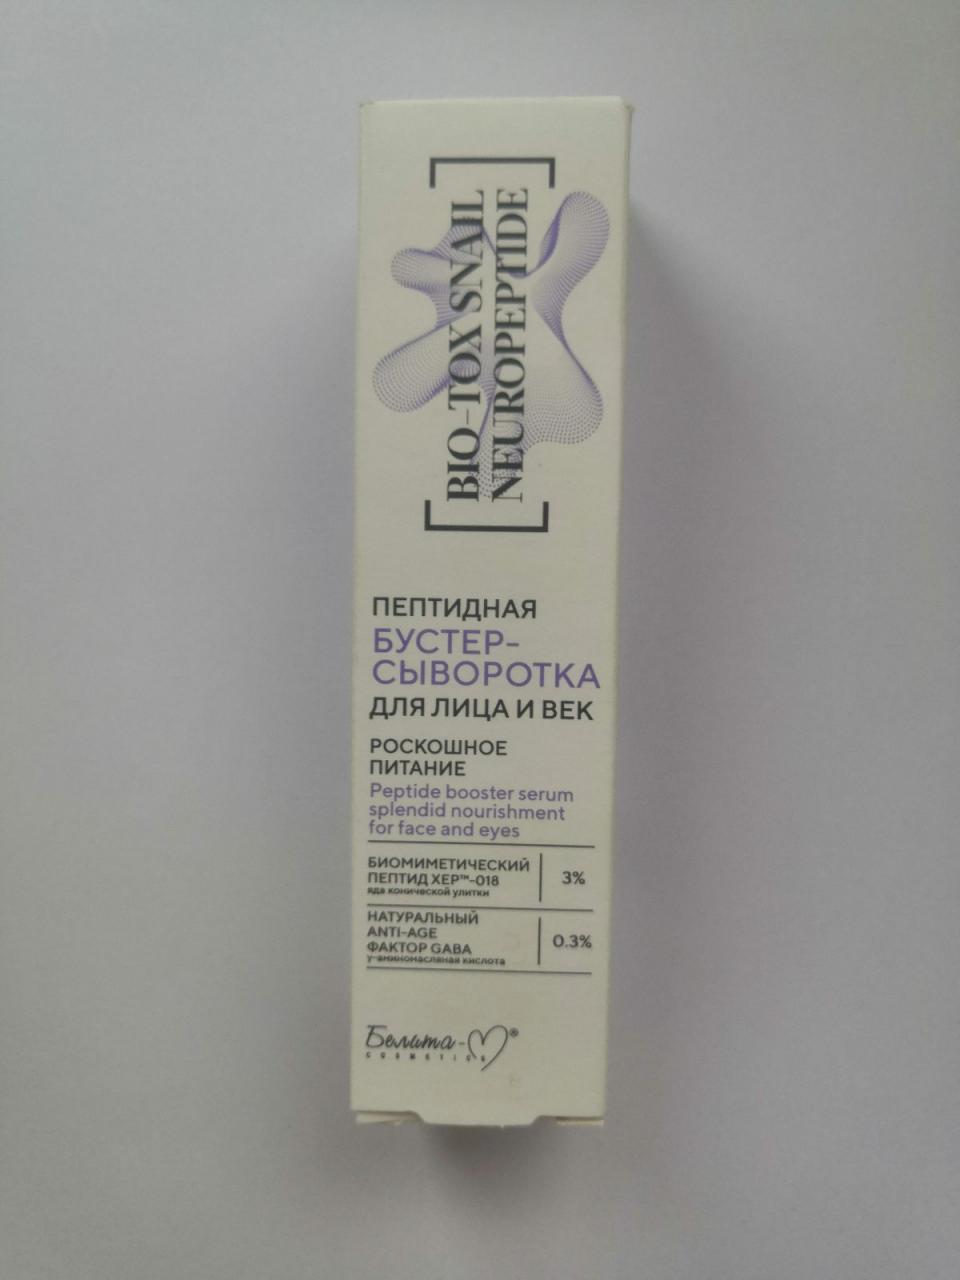 BIO-TOX SNAIL
NEUROPEPTIDE
ПЕПТИДНАЯ
БУСТЕР-
СЫВОРОТКА
ДЛЯ ЛИЦА И ВЕК
РОСКОШНОЕ
ПИТАНИЕ
Peptide booster serum
splendid nourishment
for face and eyes
БИОМИМЕТИЧЕСКИЙ
ПЕПТИД XEP™-018
яда конической улитки
3%
НАТУРАЛЬНЫЙ
ANTI-AGE
ФАКТОР GABA
γ-аминомасляная кислота
0.3%
Белита-М®
COSMETICS